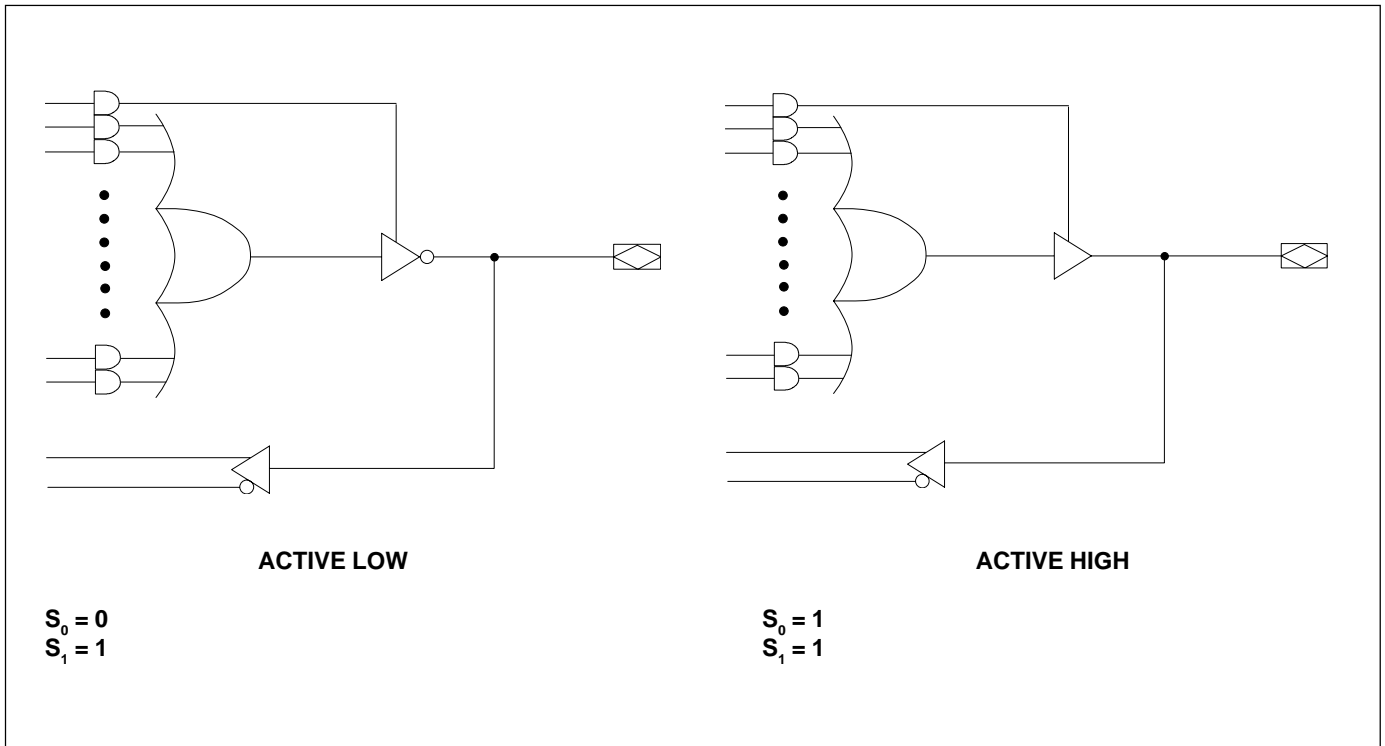 ACTIVE LOW
ACTIVE HIGH
S₀ = 0
S₁ = 1
S₀ = 1
S₁ = 1